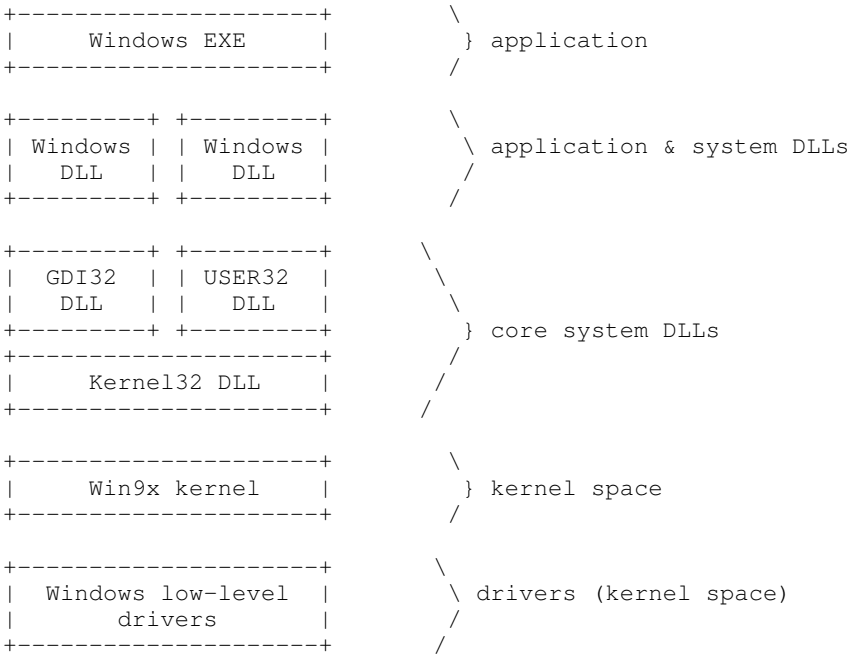 Windows EXE } application
Windows Windows application & system DLLs
DLL DLL
GDI32 USER32
DLL DLL
} core system DLLs
Kernel32 DLL
Win9x kernel } kernel space
Windows low-level drivers (kernel space)
drivers